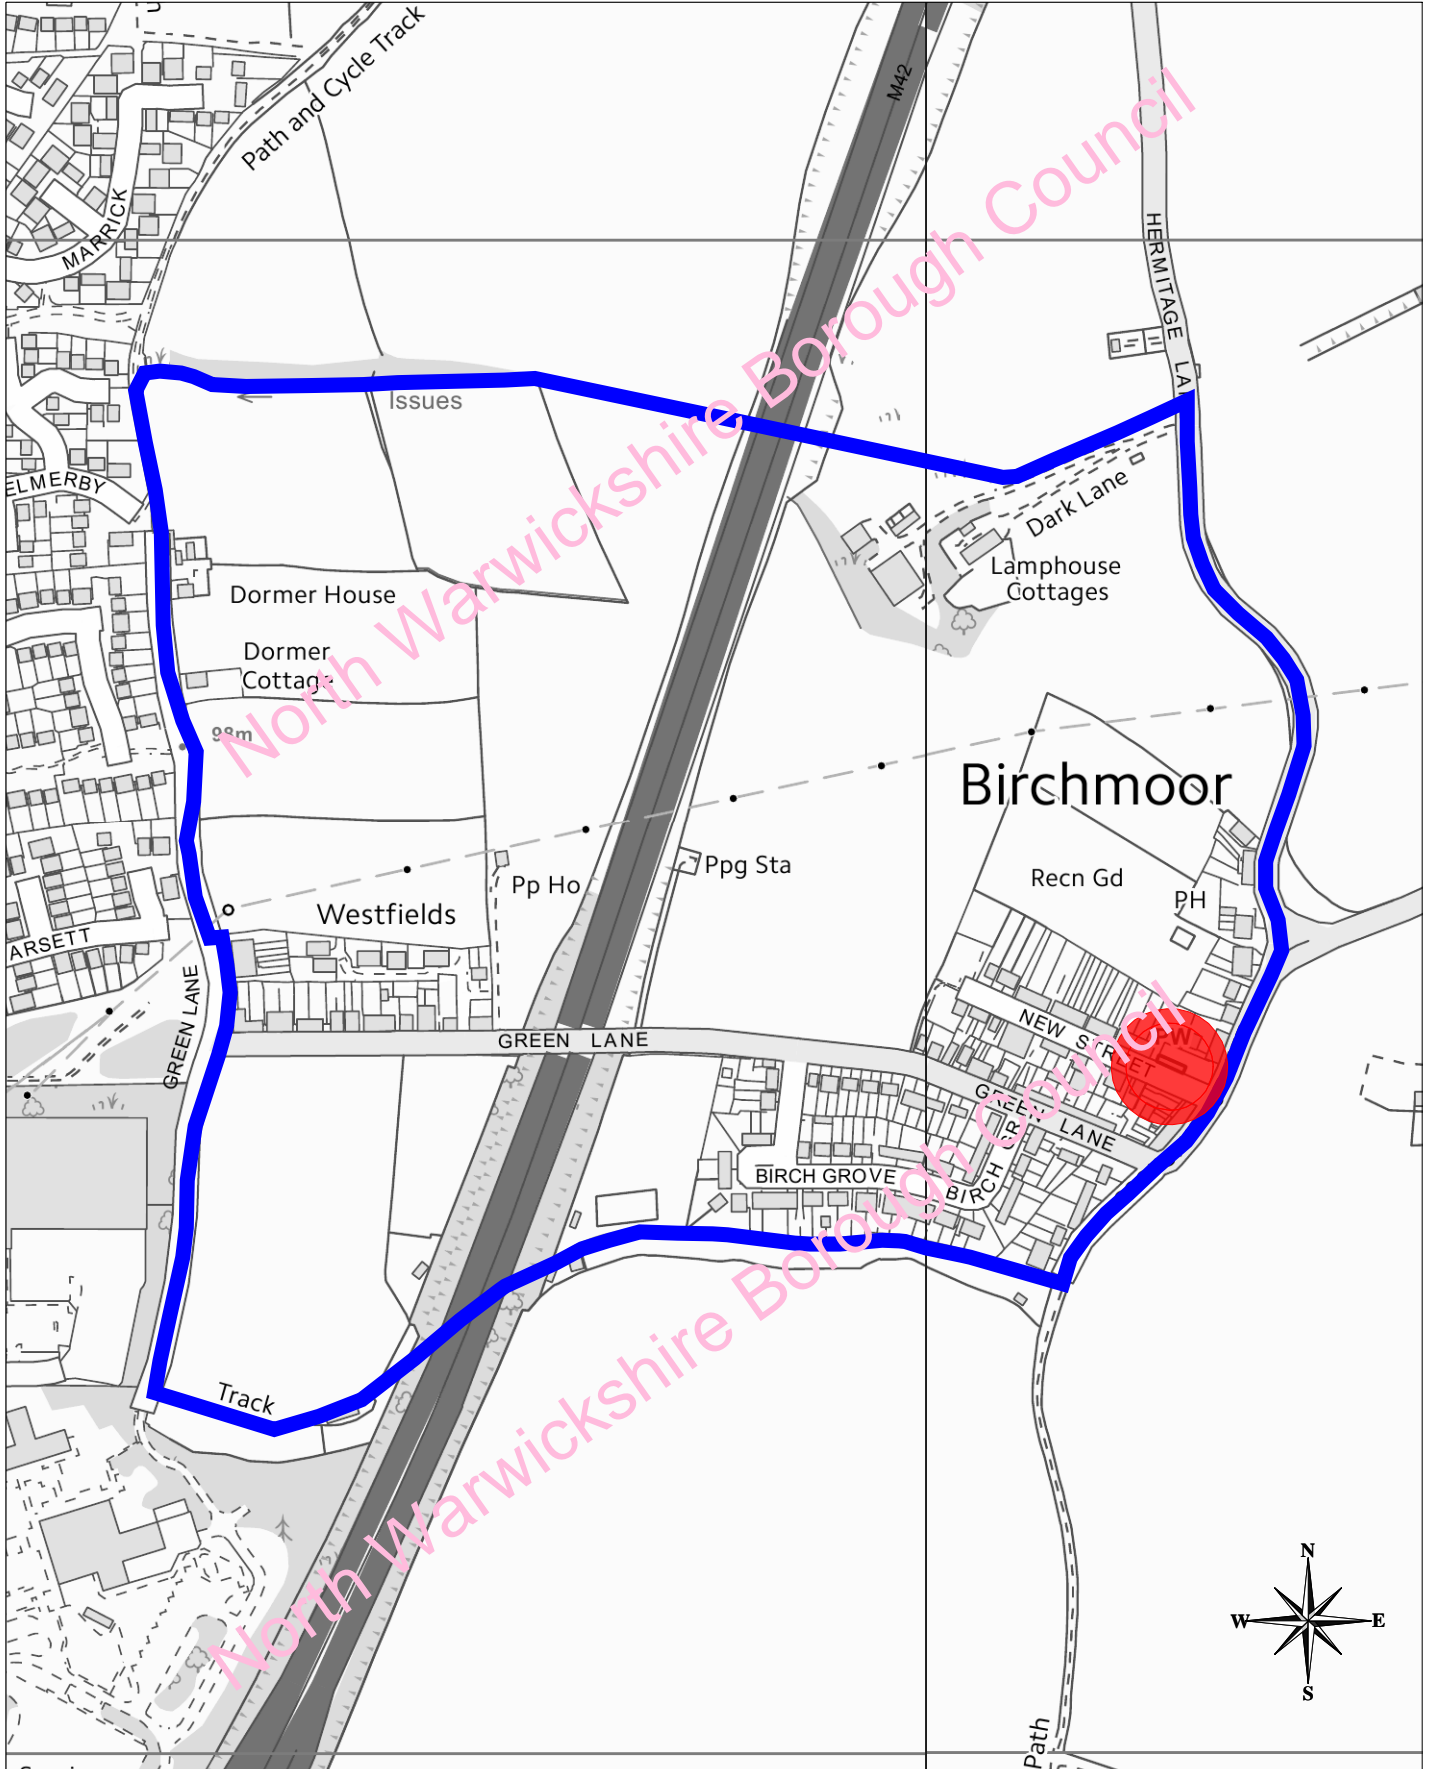 Path and Cycle Track
M42
MARRICK
HERMITAGE LA
Issues
ELMERBY
Dark Lane
Lamphouse
Cottages
Dormer House
Dormer
Cottage
98m
Birchmoor
Ppg Sta
Pp Ho
Recn Gd
PH
Westfields
ARSETT
GREEN LANE
GREEN LANE
NEW STREET
W
GREEN LANE
BIRCH GROVE
BIRCH GR
Track
N
W
E
S
Path
North Warwickshire Borough Council
North Warwickshire Borough Council